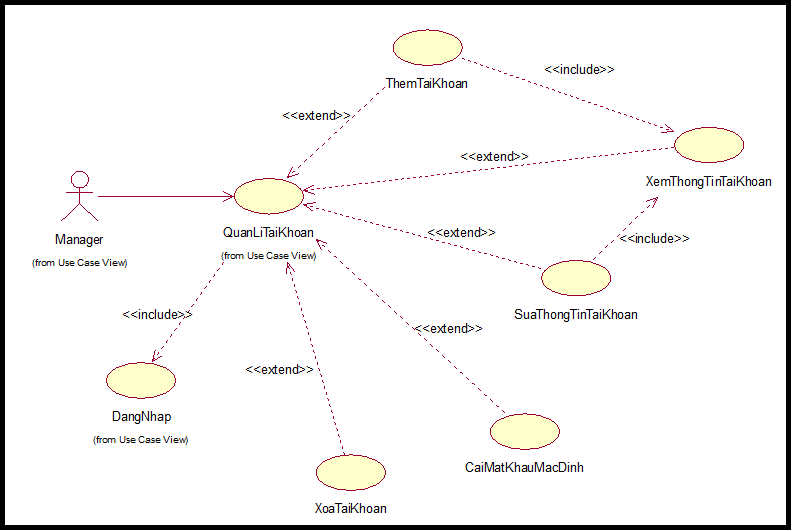 ThemTaiKhoan
<<include>>
<<extend>>
<<extend>>
XemThongTinTaiKhoan
Manager
(from Use Case View)
QuanLiTaiKhoan
(from Use Case View)
<<extend>>
<<include>>
SuaThongTinTaiKhoan
<<include>>
<<extend>>
<<extend>>
DangNhap
(from Use Case View)
CaiMatKhauMacDinh
XoaTaiKhoan